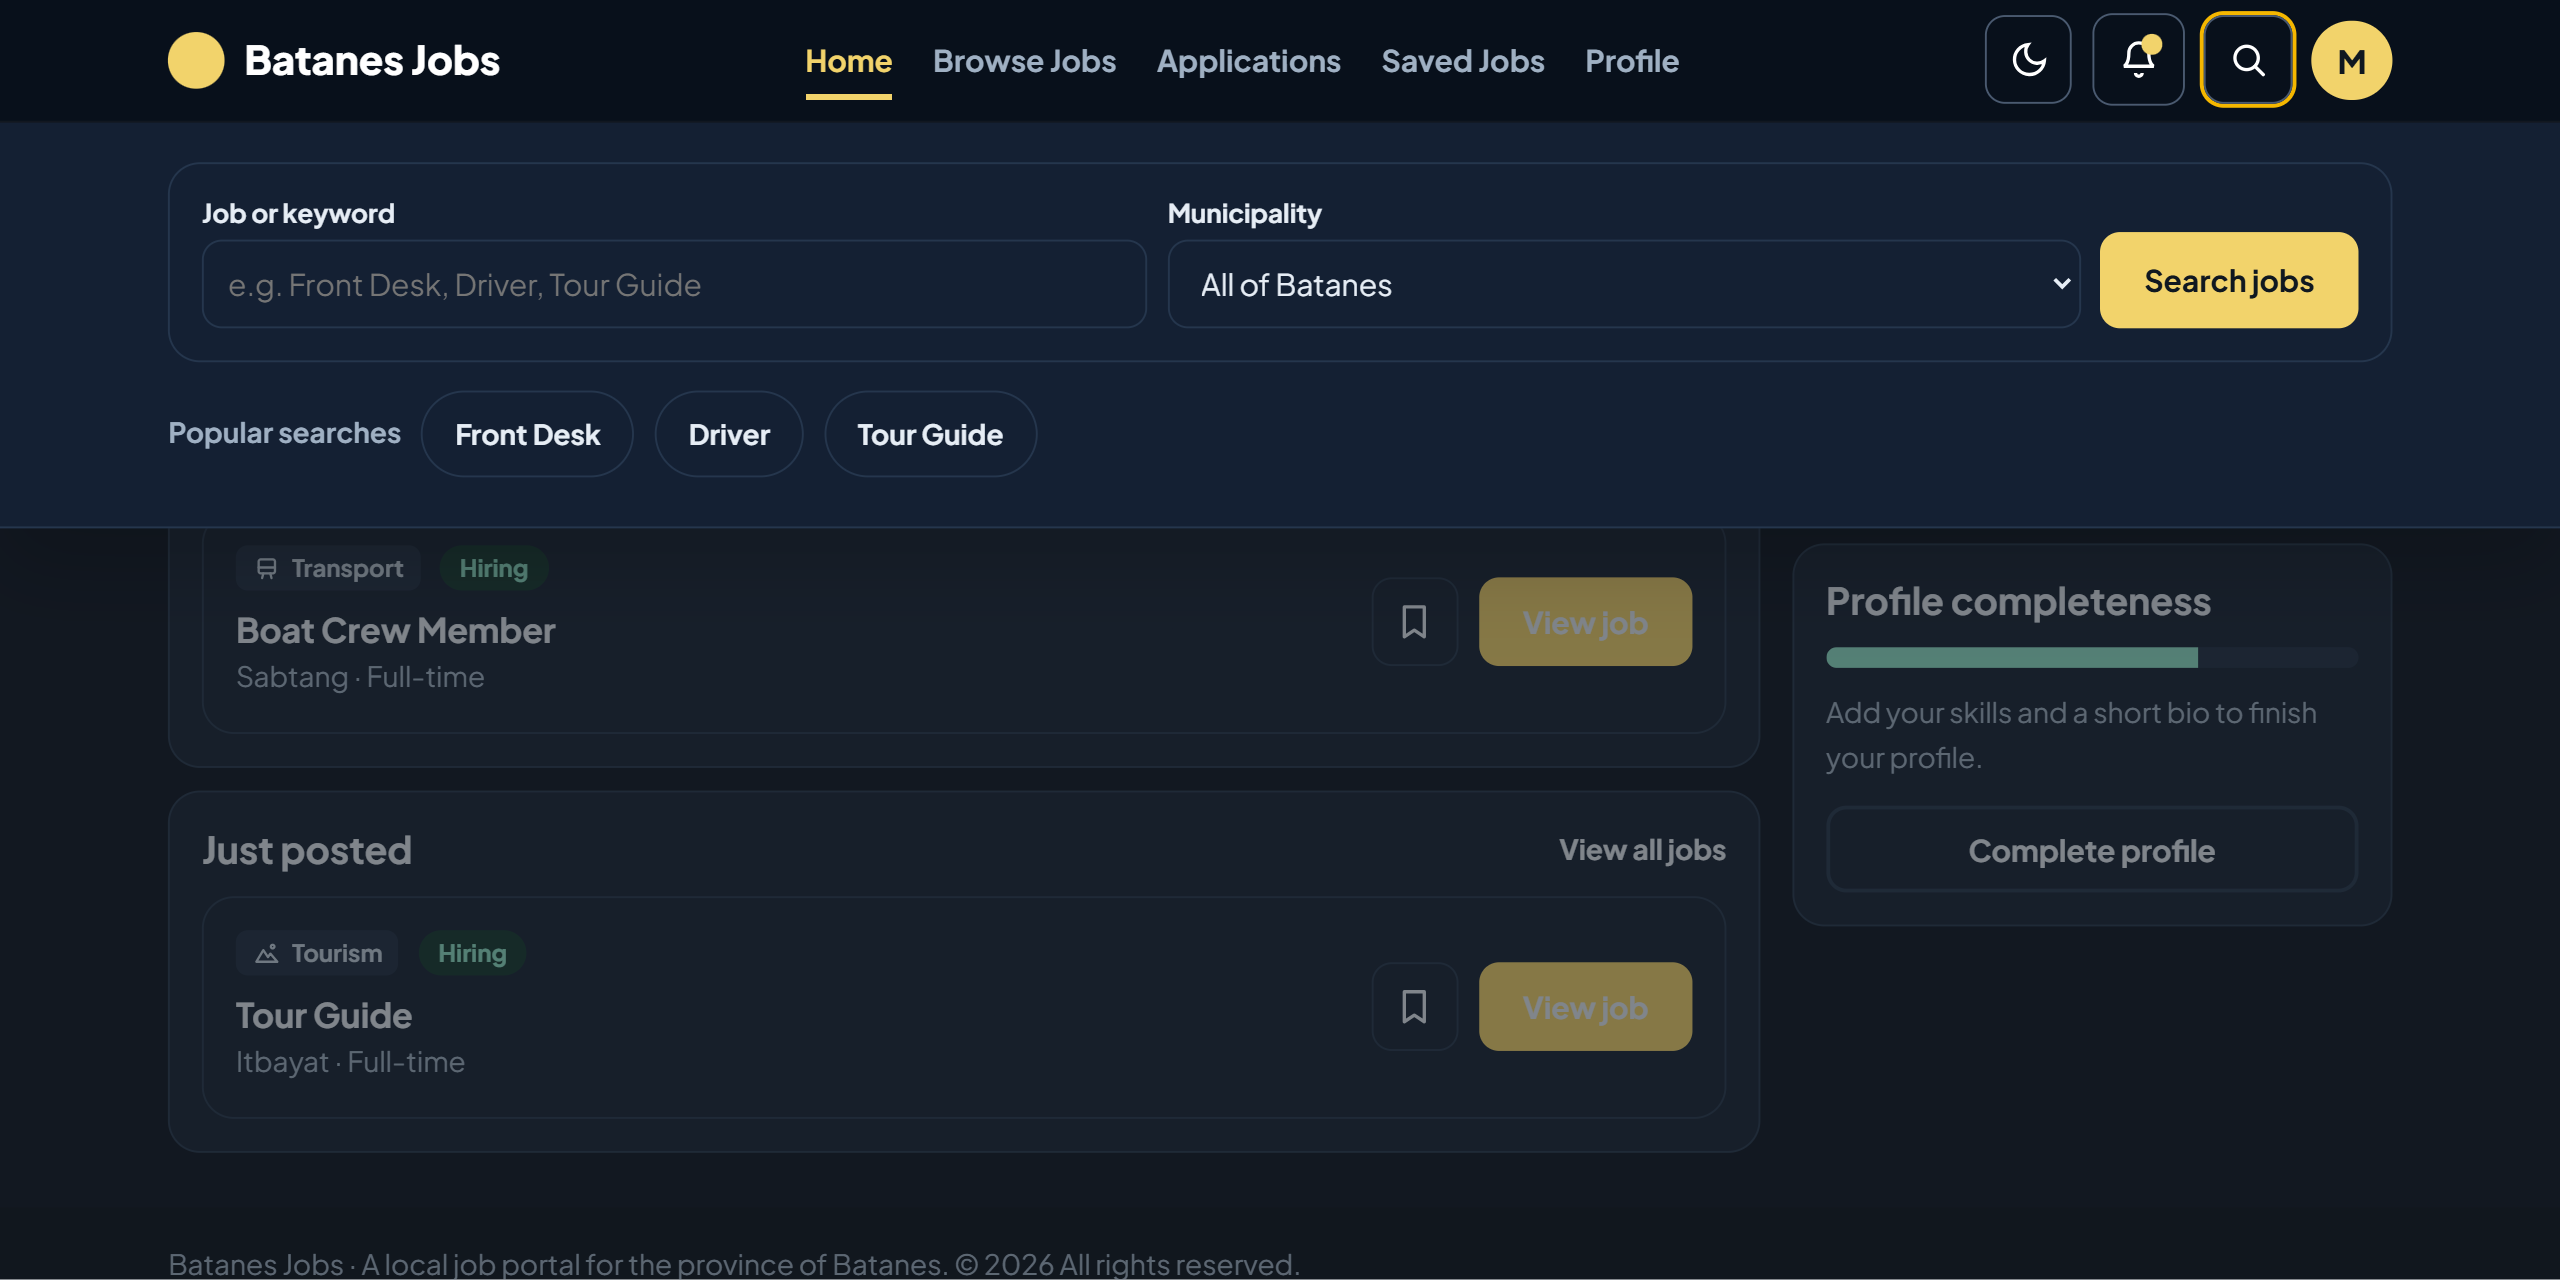 Batanes Jobs
Home
Browse Jobs
Applications
Saved Jobs
Profile
M
Job or keyword
Municipality
e.g. Front Desk, Driver, Tour Guide
All of Batanes
Search jobs
Popular searches
Front Desk
Driver
Tour Guide
Transport
Hiring
Boat Crew Member
Sabtang · Full-time
View job
Just posted
View all jobs
Tourism
Hiring
Tour Guide
Itbayat · Full-time
View job
Profile completeness
Add your skills and a short bio to finish
your profile.
Complete profile
Batanes Jobs · A local job portal for the province of Batanes. © 2026 All rights reserved.